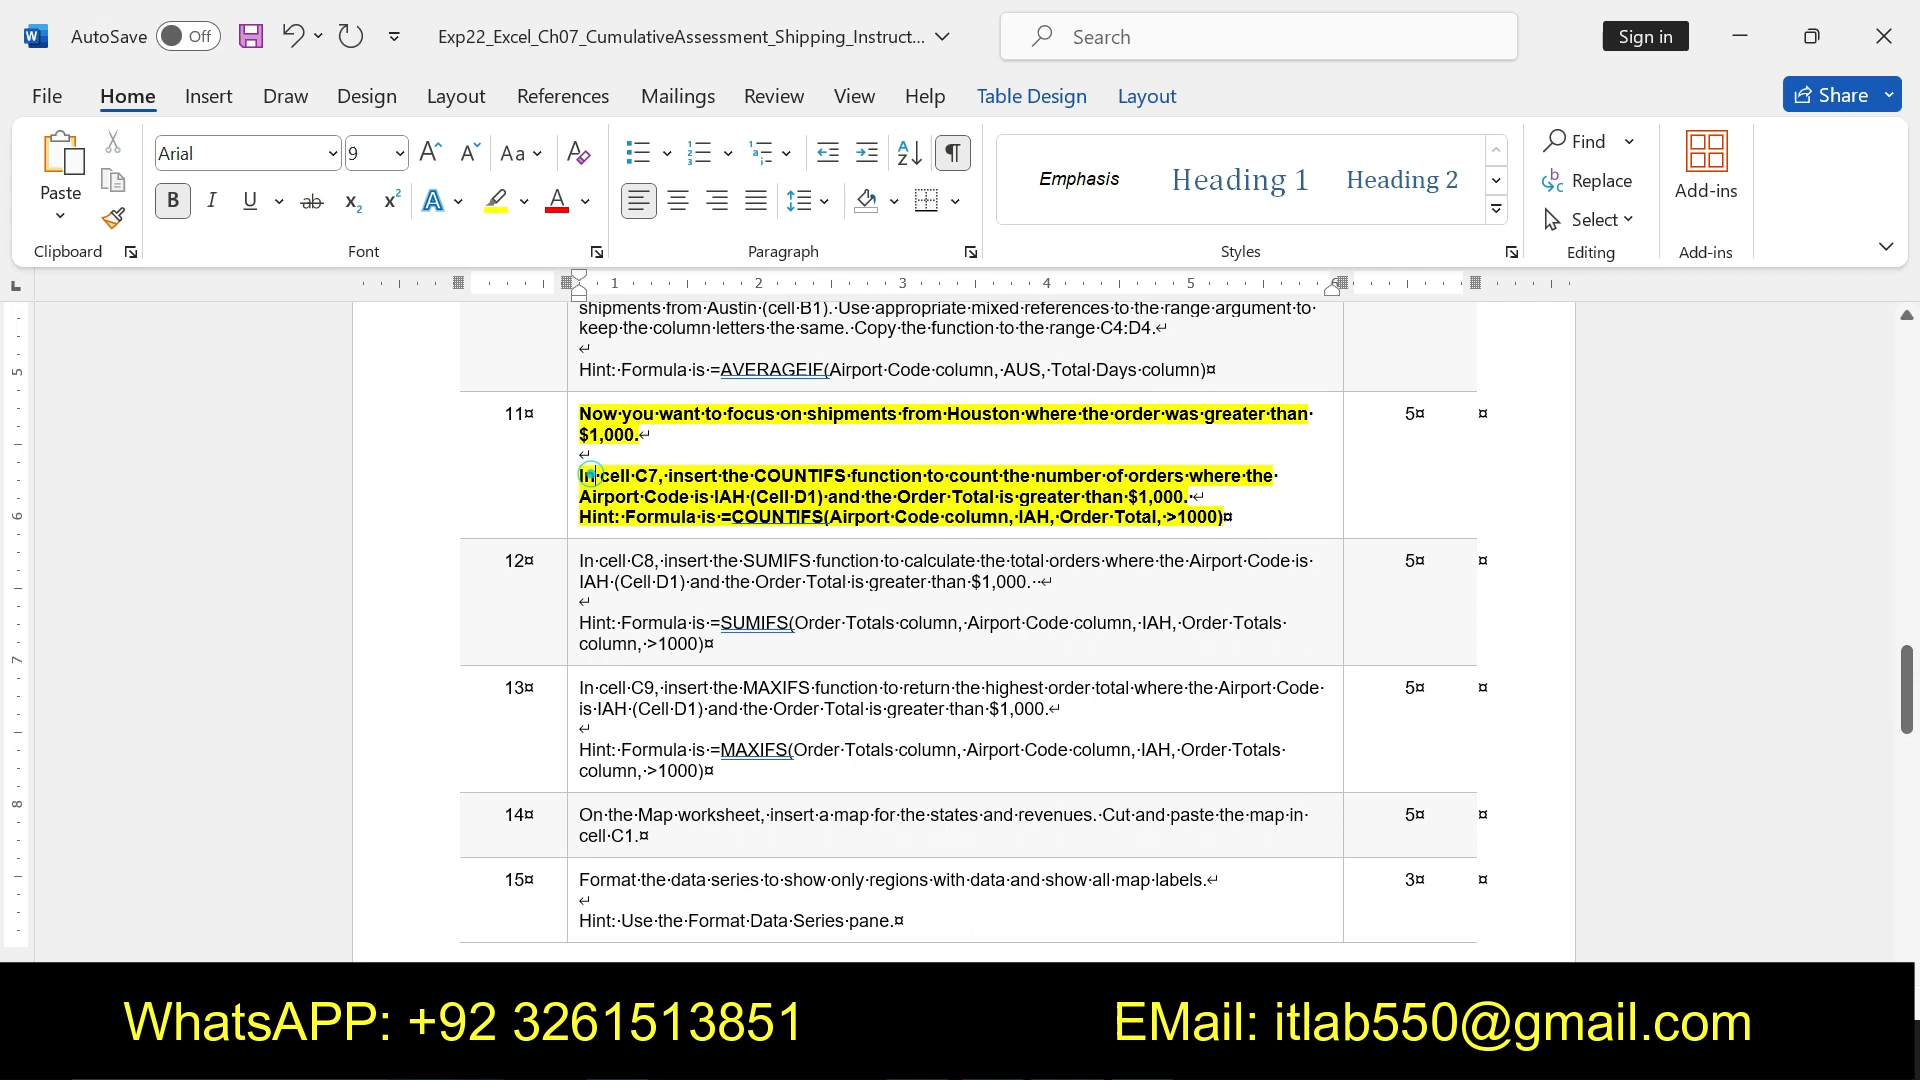 AutoSave Off Exp22_Excel_Ch07_CumulativeAssessment_Shipping_Instruct... Search Sign in
File Home Insert Draw Design Layout References Mailings Review View Help Table Design Layout Share
Paste
Clipboard
Arial 9
Font
Paragraph
Emphasis Heading 1 Heading 2
Styles
Find
Replace
Select
Editing
Add-ins
Add-ins
1 2 3 4 5 6
shipments from Austin (cell B1). Use appropriate mixed references to the range argument to
keep the column letters the same. Copy the function to the range C4:D4.
Hint: Formula is =AVERAGEIF(Airport Code column, AUS, Total Days column)
11 Now you want to focus on shipments from Houston where the order was greater than 5
$1,000.
In cell C7, insert the COUNTIFS function to count the number of orders where the
Airport Code is IAH (Cell D1) and the Order Total is greater than $1,000.
Hint: Formula is =COUNTIFS(Airport Code column, IAH, Order Total, >1000)
12 In cell C8, insert the SUMIFS function to calculate the total orders where the Airport Code is 5
IAH (Cell D1) and the Order Total is greater than $1,000.
Hint: Formula is =SUMIFS(Order Totals column, Airport Code column, IAH, Order Totals
column, >1000)
13 In cell C9, insert the MAXIFS function to return the highest order total where the Airport Code 5
is IAH (Cell D1) and the Order Total is greater than $1,000.
Hint: Formula is =MAXIFS(Order Totals column, Airport Code column, IAH, Order Totals
column, >1000)
14 On the Map worksheet, insert a map for the states and revenues. Cut and paste the map in 5
cell C1.
15 Format the data series to show only regions with data and show all map labels. 3
Hint: Use the Format Data Series pane.
5
6
7
8
WhatsAPP: +92 3261513851 EMail: itlab550@gmail.com